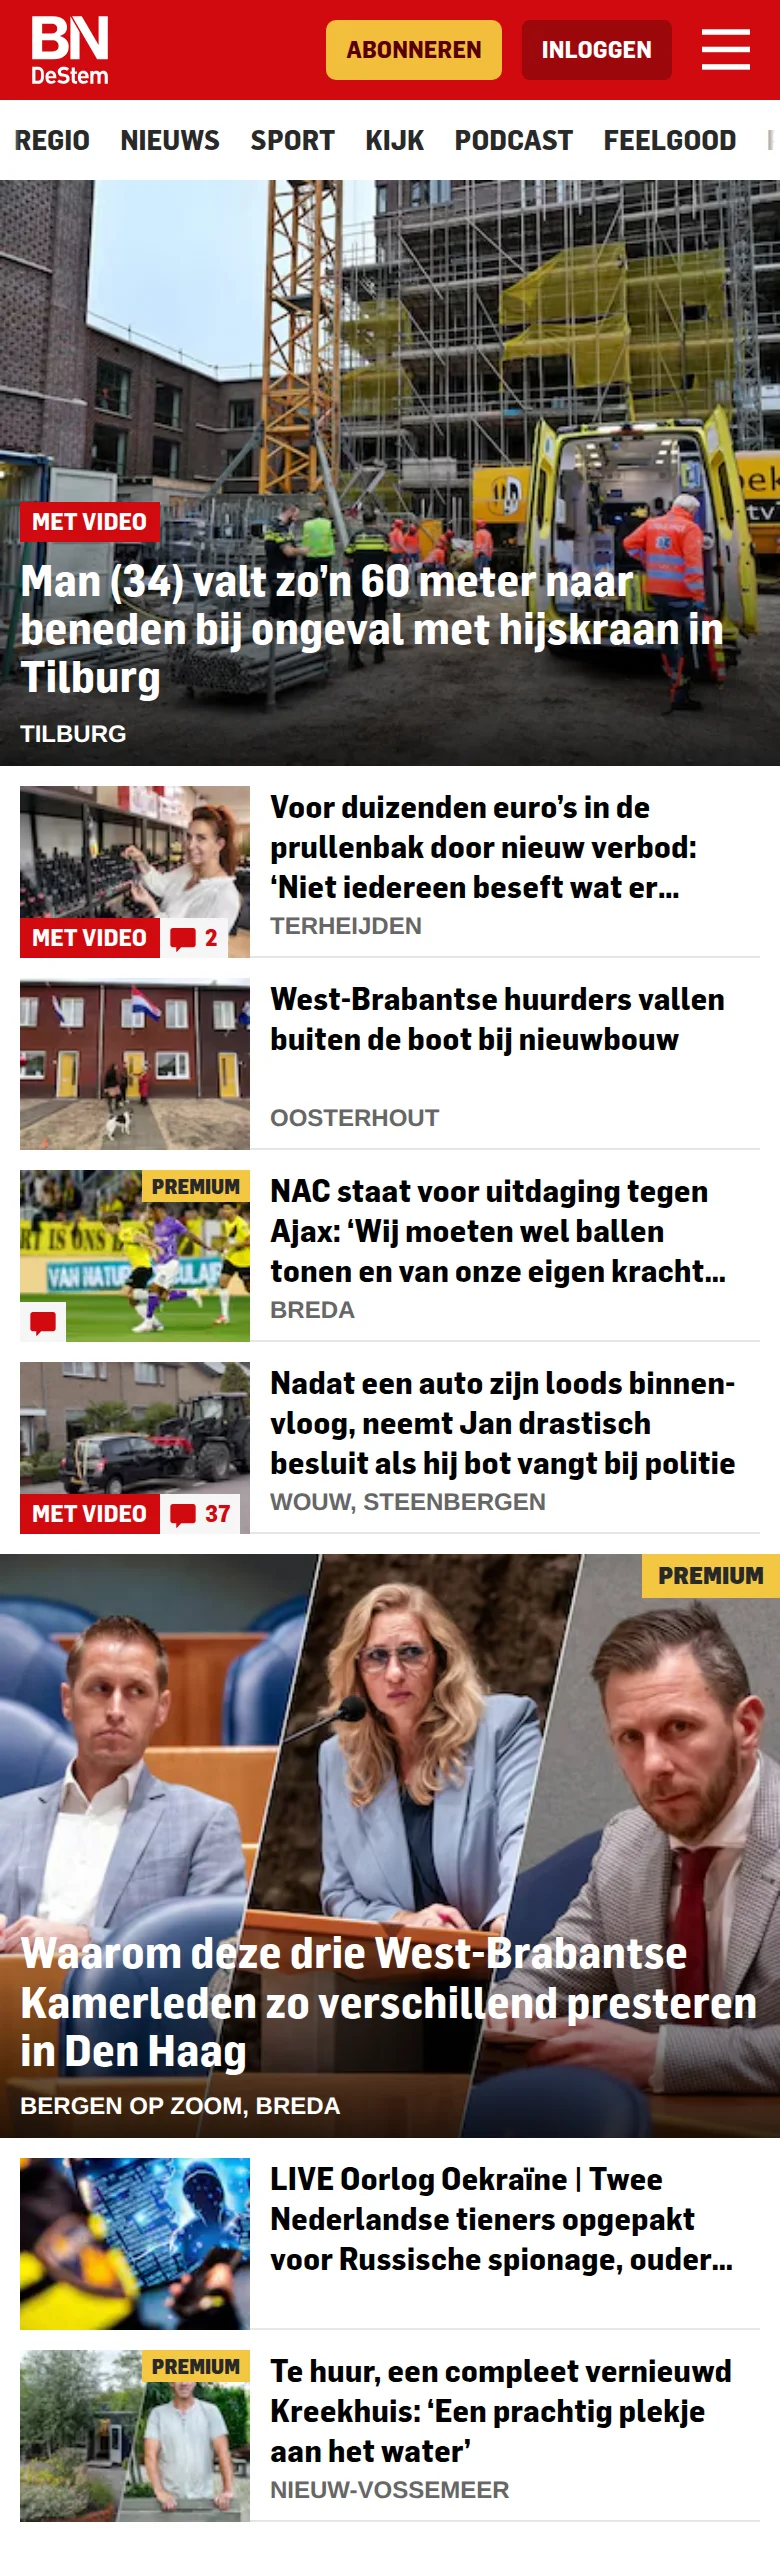 BN
DeStem
ABONNEREN
INLOGGEN
REGIO NIEUWS SPORT KIJK PODCAST FEELGOOD
MET VIDEO
Man (34) valt zo’n 60 meter naar
beneden bij ongeval met hijskraan in
Tilburg
TILBURG
Voor duizenden euro’s in de
prullenbak door nieuw verbod:
‘Niet iedereen beseft wat er...
TERHEIJDEN
MET VIDEO 2
West-Brabantse huurders vallen
buiten de boot bij nieuwbouw
OOSTERHOUT
PREMIUM
RT IS ONS
VAN NATU
NAC staat voor uitdaging tegen
Ajax: ‘Wij moeten wel ballen
tonen en van onze eigen kracht...
BREDA
Nadat een auto zijn loods binnen-
vloog, neemt Jan drastisch
besluit als hij bot vangt bij politie
WOUW, STEENBERGEN
MET VIDEO 37
PREMIUM
Waarom deze drie West-Brabantse
Kamerleden zo verschillend presteren
in Den Haag
BERGEN OP ZOOM, BREDA
LIVE Oorlog Oekraïne | Twee
Nederlandse tieners opgepakt
voor Russische spionage, ouder...
PREMIUM
Te huur, een compleet vernieuwd
Kreekhuis: ‘Een prachtig plekje
aan het water’
NIEUW-VOSSEMEER